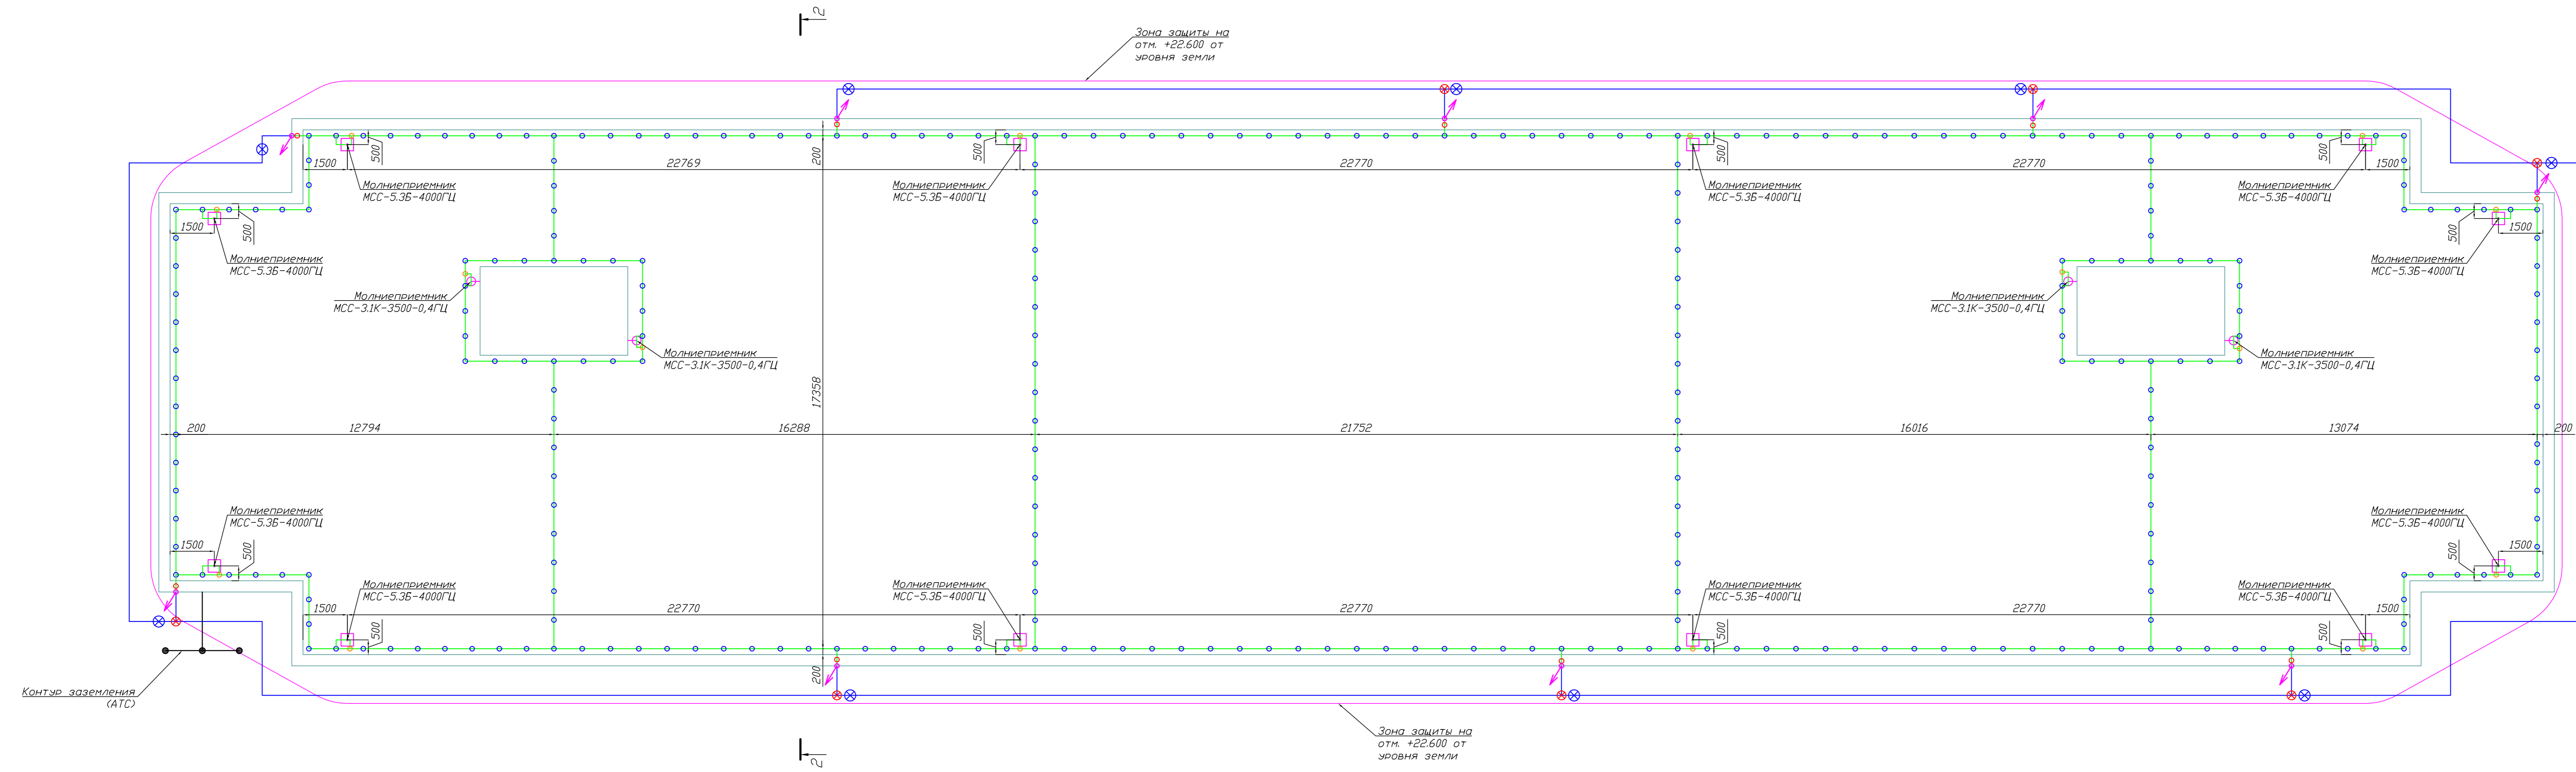 2
Зона защиты на
отм. +22.600 от
уровня земли
500
200
500
500
500
1500
22769
22770
22770
1500
Молниеприемник
МСС-5.3Б-4000ГЦ
Молниеприемник
МСС-5.3Б-4000ГЦ
Молниеприемник
МСС-5.3Б-4000ГЦ
Молниеприемник
МСС-5.3Б-4000ГЦ
1500
500
500
1500
Молниеприемник
МСС-5.3Б-4000ГЦ
Молниеприемник
МСС-5.3Б-4000ГЦ
Молниеприемник
МСС-3.1К-3500-0,4ГЦ
Молниеприемник
МСС-3.1К-3500-0,4ГЦ
Молниеприемник
МСС-3.1К-3500-0,4ГЦ
Молниеприемник
МСС-3.1К-3500-0,4ГЦ
17358
200
12794
16288
21752
16016
13074
200
Молниеприемник
МСС-5.3Б-4000ГЦ
Молниеприемник
МСС-5.3Б-4000ГЦ
1500
500
500
1500
Молниеприемник
МСС-5.3Б-4000ГЦ
Молниеприемник
МСС-5.3Б-4000ГЦ
Молниеприемник
МСС-5.3Б-4000ГЦ
Молниеприемник
МСС-5.3Б-4000ГЦ
1500
22770
22770
22770
1500
500
500
500
500
200
Контур заземления
(АТС)
Зона защиты на
отм. +22.600 от
уровня земли
2